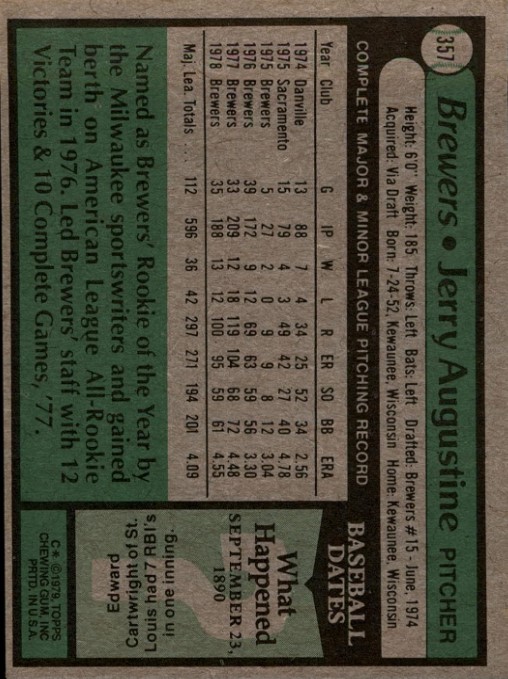 357
Brewers • Jerry Augustine PITCHER
Height: 6'0" Weight: 185 Throws: Left Bats: Left Drafted: Brewers #15 - June, 1974
Acquired: Via Draft Born: 7-24-52, Kewaunee, Wisconsin Home: Kewaunee, Wisconsin
COMPLETE MAJOR & MINOR LEAGUE PITCHING RECORD
Year Club G IP W L R ER SO BB ERA
1974 Danville 13 88 7 4 34 25 52 34 2.56
1975 Sacramento 15 79 4 3 49 42 27 40 4.78
1975 Brewers 5 27 2 0 9 9 8 12 3.04
1976 Brewers 39 172 9 12 69 63 59 56 3.30
1977 Brewers 33 209 12 18 119 104 68 72 4.48
1978 Brewers 35 188 13 12 100 95 59 61 4.55
Maj. Lea. Totals . . . 112 596 36 42 297 271 194 201 4.09
Named as Brewers' Rookie of the Year by
the Milwaukee sportswriters and gained
berth on American League All-Rookie
Team in 1976. Led Brewers' staff with 12
Victories & 10 Complete Games, '77.
BASEBALL
DATES
What
Happened
SEPTEMBER 23,
1890
Edward
Cartwright of St.
Louis had 7 RBI's
in one inning.
C* ©1979, TOPPS
CHEWING GUM, INC
PRTD. IN U.S.A.